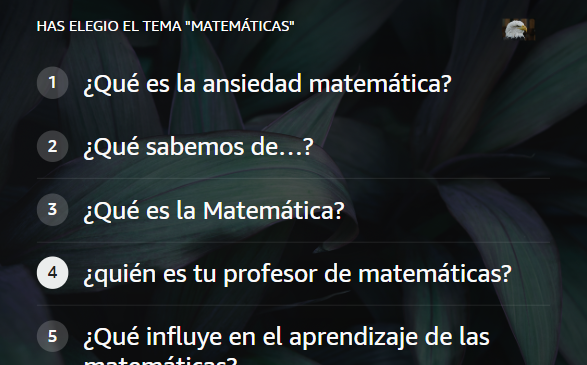 HAS ELEGIO EL TEMA "MATEMÁTICAS"
1 ¿Qué es la ansiedad matemática?
2 ¿Qué sabemos de…?
3 ¿Qué es la Matemática?
4 ¿quién es tu profesor de matemáticas?
5 ¿Qué influye en el aprendizaje de las
matemáticas?